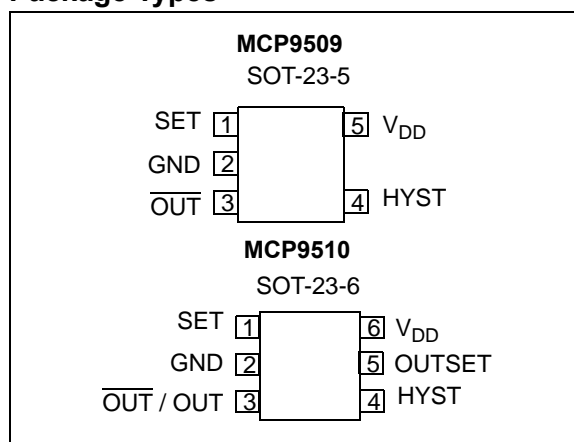 Package Types
MCP9509
SOT-23-5
SET 1 5 VDD
GND 2
OUT 3 4 HYST
MCP9510
SOT-23-6
SET 1 6 VDD
GND 2 5 OUTSET
OUT / OUT 3 4 HYST